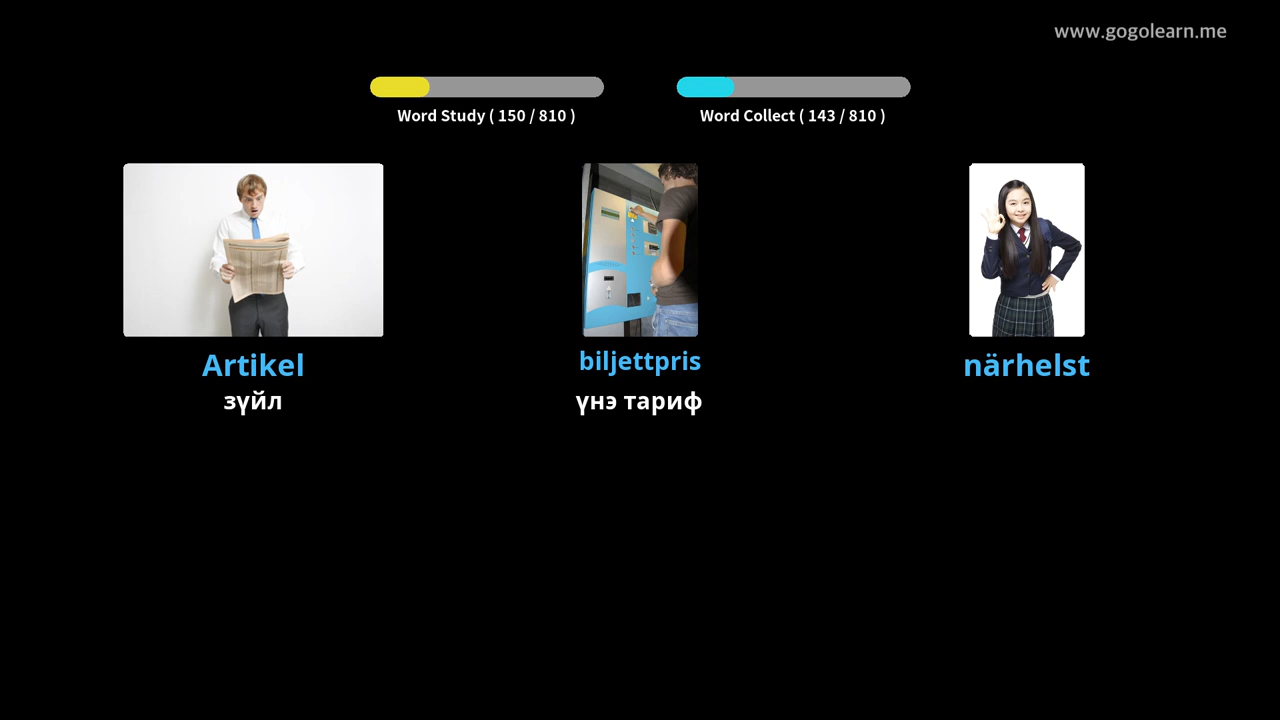 www.gogolearn.me
Word Study ( 150 / 810 )
Word Collect ( 143 / 810 )
Artikel
зүйл
biljettpris
үнэ тариф
närhelst